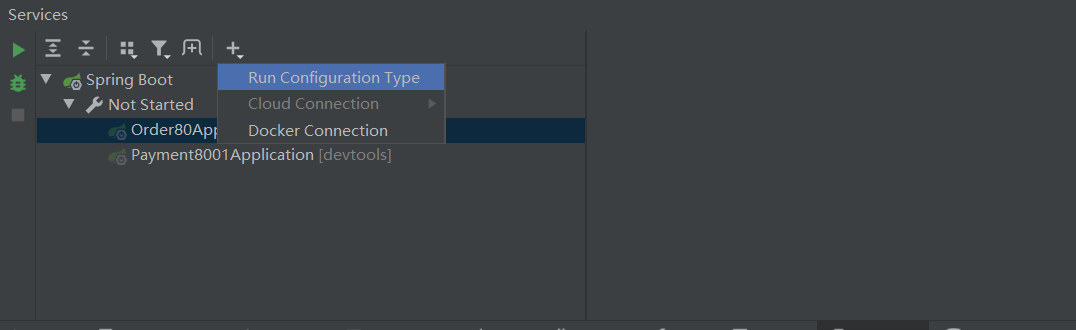 Services
Run Configuration Type
Spring Boot
Cloud Connection
Not Started
Docker Connection
Order80App
Payment8001Application [devtools]